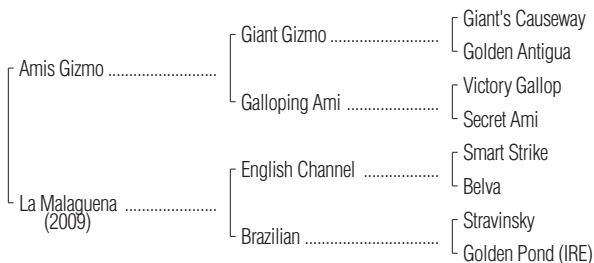 Giant's Causeway
Giant Gizmo ........................
Golden Antigua
Amis Gizmo ........................
Victory Gallop
Galloping Ami ....................
Secret Ami
Smart Strike
English Channel ................
Belva
La Malaguena ....................
(2009)
Stravinsky
Brazilian .............................
Golden Pond (IRE)